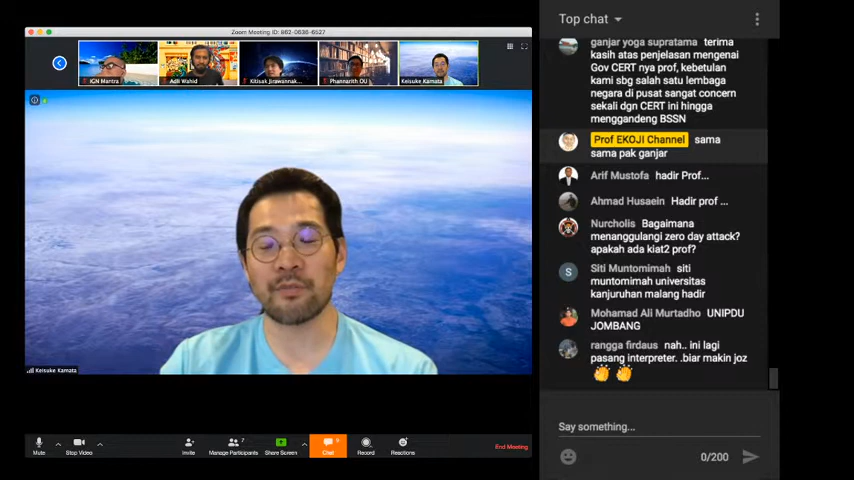 Zoom Meeting ID: 862-0686-6527
IGN Mantra
Adli Wahid
Kitisak Jirawannak...
Phannarith OU
Keisuke Kamata
Keisuke Kamata
Mute
Stop Video
Invite
7
Manage Participants
Share Screen
Chat
Record
Reactions
End Meeting
Top chat
ganjar yoga supratama terima
kasih atas penjelasan mengenai
Gov CERT nya prof, kebetulan
kami sbg salah satu lembaga
negara di pusat sangat concern
sekali dgn CERT ini hingga
menggandeng BSSN
Prof EKOJI Channel sama
sama pak ganjar
Arif Mustofa hadir Prof...
Ahmad Husaein Hadir prof ...
Nurcholis Bagaimana
menanggulangi zero day attack?
apakah ada kiat2 prof?
S
Siti Muntomimah siti
muntomimah universitas
kanjuruhan malang hadir
Mohamad Ali Murtadho UNIPDU
JOMBANG
rangga firdaus nah.. ini lagi
pasang interpreter. .biar makin joz
Say something...
0/200